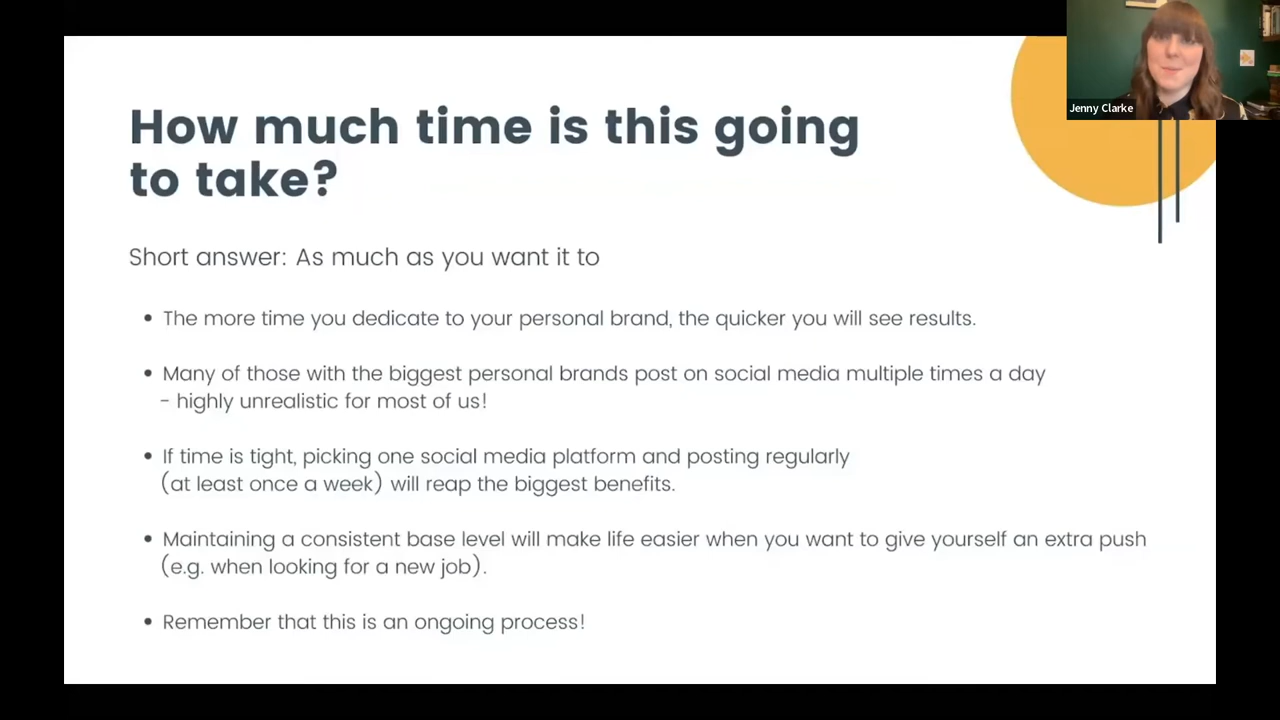 How much time is this going
to take?
Jenny Clarke
Short answer: As much as you want it to
• The more time you dedicate to your personal brand, the quicker you will see results.
• Many of those with the biggest personal brands post on social media multiple times a day
- highly unrealistic for most of us!
• If time is tight, picking one social media platform and posting regularly
(at least once a week) will reap the biggest benefits.
• Maintaining a consistent base level will make life easier when you want to give yourself an extra push
(e.g. when looking for a new job).
• Remember that this is an ongoing process!